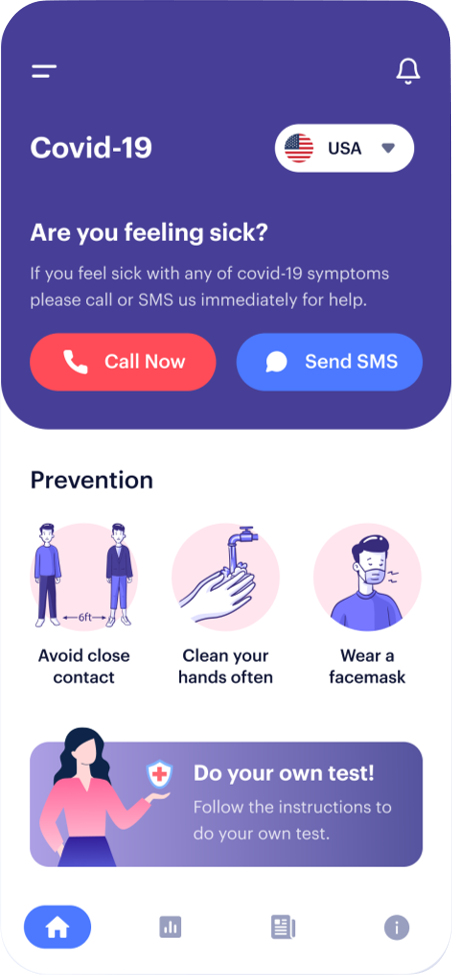 Covid-19
USA
Are you feeling sick?
If you feel sick with any of covid-19 symptoms
please call or SMS us immediately for help.
Call Now
Send SMS
Prevention
6ft
Avoid close
contact
Clean your
hands often
Wear a
facemask
Do your own test!
Follow the instructions to
do your own test.